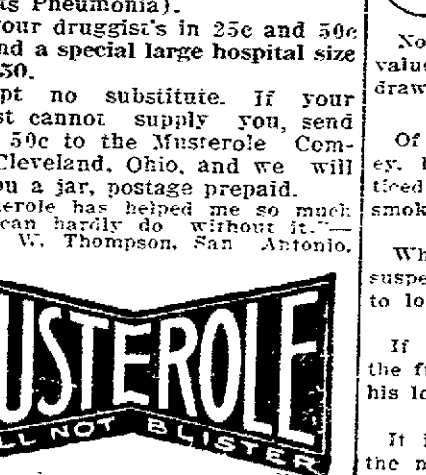 ts Pneumonia).
our druggist's in 25c and 50c
nd a special large hospital size
50.
pt no substitute. If your
st cannot supply you, send
50c to the Musterole Com-
Cleveland, Ohio, and we will
ou a jar, postage prepaid.
terole has helped me so much
can hardly do without it."—
W. Thompson, San Antonio,
USTEROLE
LL NOT BLISTER
No
value
draw
Of
ey, 
ticed
smok
Wh
suspe
to lo
If
the f
his lo
It i
the n